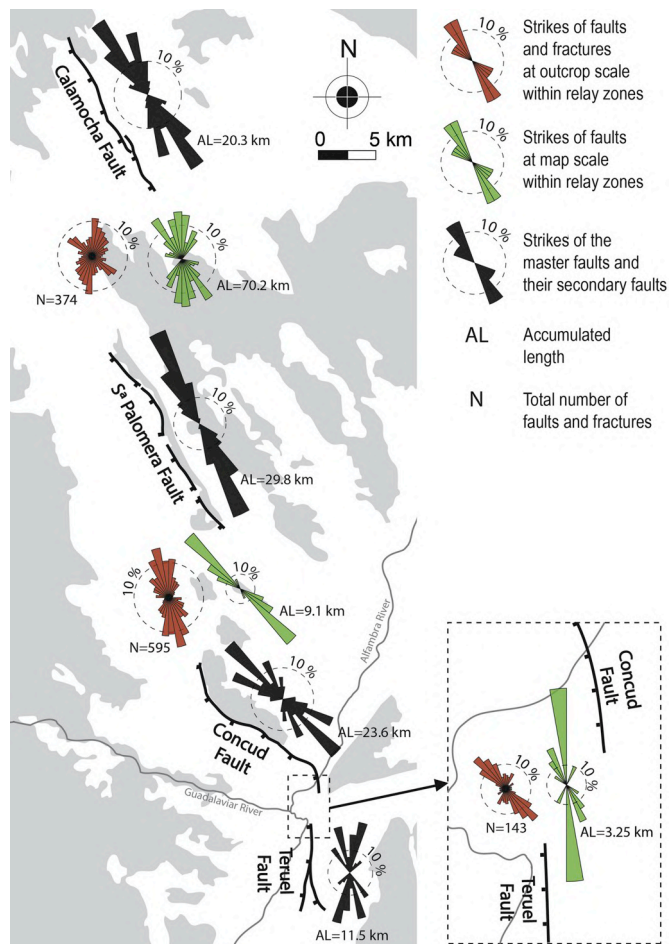 10 %
N
Calamocha Fault
0 5 km
AL=20.3 km
10 %
10 %
AL=70.2 km
N=374
10 %
Sª Palomera Fault
AL=29.8 km
10 %
10 %
AL=9.1 km
N=595
Alfambra River
10 %
AL=23.6 km
Concud
Fault
Guadalaviar River
Teruel
Fault
10 %
AL=11.5 km
10 %
Strikes of faults
and fractures
at outcrop scale
within relay zones
10 %
Strikes of faults
at map scale
within relay zones
10 %
Strikes of the
master faults and
their secondary faults
AL Accumulated
length
N Total number of
faults and fractures
Concud
Fault
10 %
10 %
N=143
AL=3.25 km
Teruel
Fault